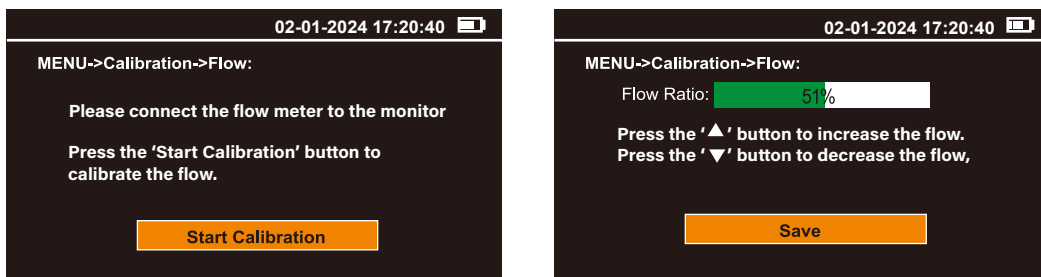 02-01-2024 17:20:40
MENU->Calibration->Flow:
Please connect the flow meter to the monitor
Press the ‘Start Calibration’ button to
calibrate the flow.
Start Calibration
02-01-2024 17:20:40
MENU->Calibration->Flow:
Flow Ratio: 51%
Press the ‘▲’ button to increase the flow.
Press the ‘▼’ button to decrease the flow,
Save